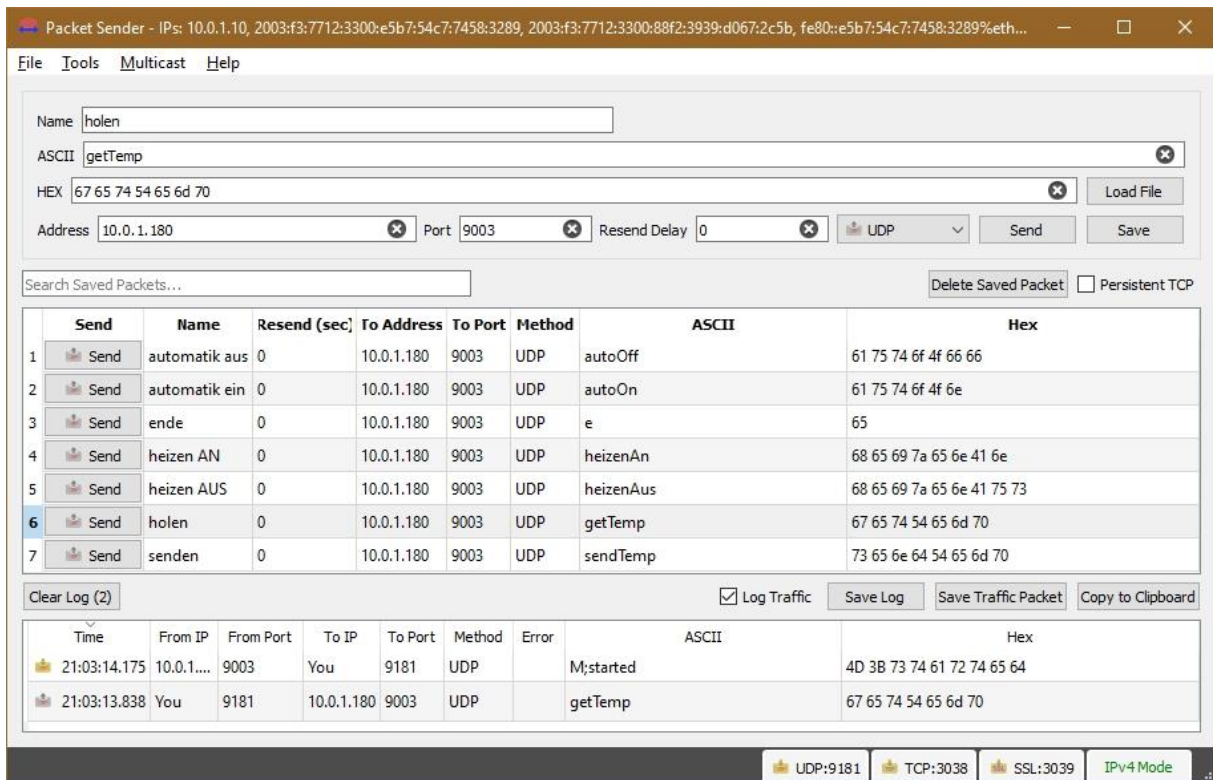 Packet Sender - IPs: 10.0.1.10, 2003:f3:7712:3300:e5b7:54c7:7458:3289, 2003:f3:7712:3300:88f2:3939:d067:2c5b, fe80::e5b7:54c7:7458:3289%eth...
File Tools Multicast Help
Name holen
ASCII getTemp
HEX 67 65 74 54 65 6d 70 Load File
Address 10.0.1.180 Port 9003 Resend Delay 0 UDP Send Save
Search Saved Packets... Delete Saved Packet Persistent TCP
Send Name Resend (sec) To Address To Port Method ASCII Hex
1 Send automatik aus 0 10.0.1.180 9003 UDP autoOff 61 75 74 6f 4f 66 66
2 Send automatik ein 0 10.0.1.180 9003 UDP autoOn 61 75 74 6f 4f 6e
3 Send ende 0 10.0.1.180 9003 UDP e 65
4 Send heizen AN 0 10.0.1.180 9003 UDP heizenAn 68 65 69 7a 65 6e 41 6e
5 Send heizen AUS 0 10.0.1.180 9003 UDP heizenAus 68 65 69 7a 65 6e 41 75 73
6 Send holen 0 10.0.1.180 9003 UDP getTemp 67 65 74 54 65 6d 70
7 Send senden 0 10.0.1.180 9003 UDP sendTemp 73 65 6e 64 54 65 6d 70
Clear Log (2) Log Traffic Save Log Save Traffic Packet Copy to Clipboard
Time From IP From Port To IP To Port Method Error ASCII Hex
21:03:14.175 10.0.1.... 9003 You 9181 UDP M;started 4D 3B 73 74 61 72 74 65 64
21:03:13.838 You 9181 10.0.1.180 9003 UDP getTemp 67 65 74 54 65 6d 70
UDP:9181 TCP:3038 SSL:3039 IPv4 Mode